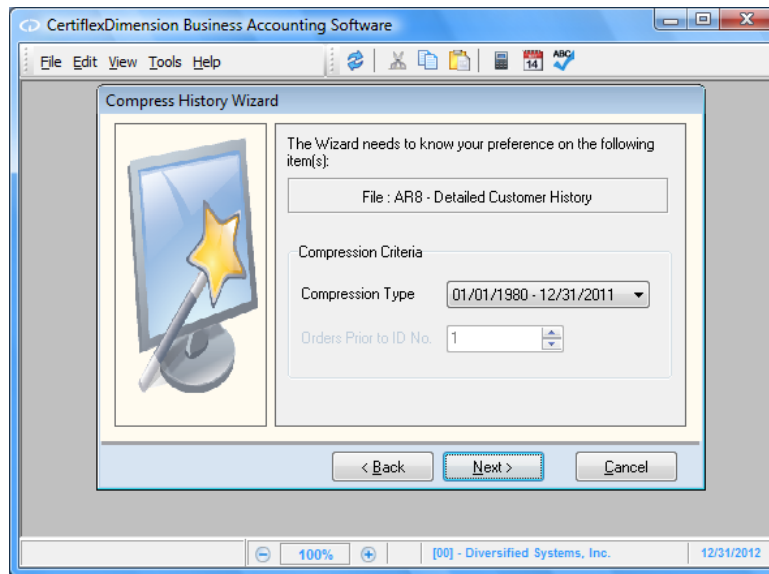 CertiflexDimension Business Accounting Software
File Edit View Tools Help
14
ABC
Compress History Wizard
The Wizard needs to know your preference on the following
item(s):
File : AR8 - Detailed Customer History
Compression Criteria
Compression Type 01/01/1980 - 12/31/2011
Orders Prior to ID No. 1
< Back Next > Cancel
100% [00] - Diversified Systems, Inc. 12/31/2012